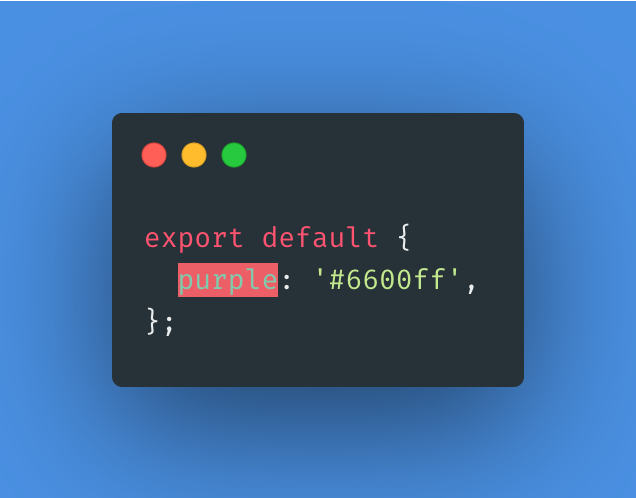 export default {
  purple: '#6600ff',
};